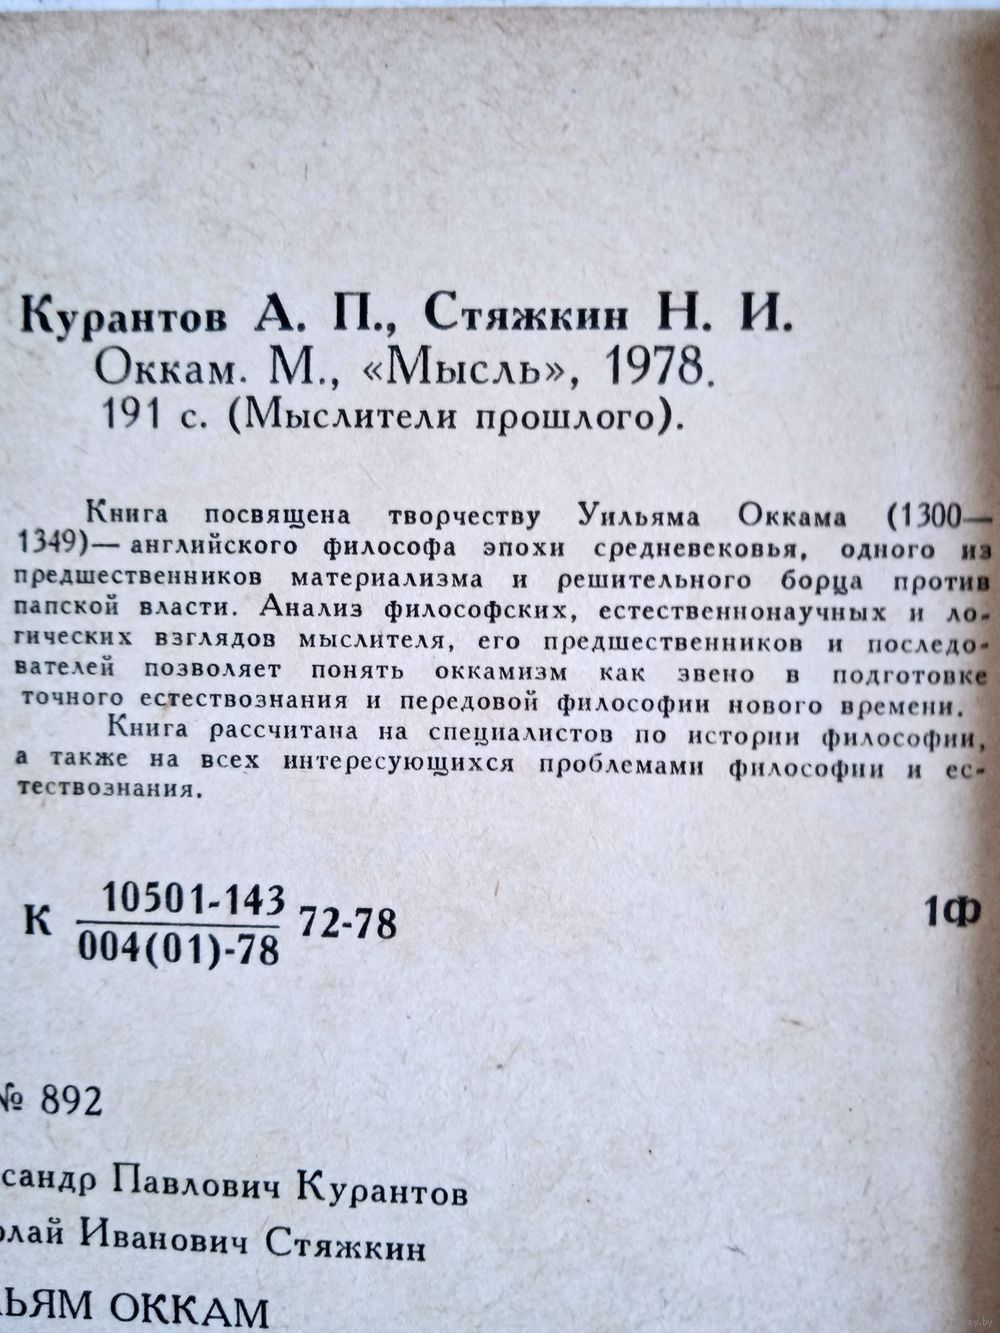 Курантов А. П., Стяжкин Н. И.
Оккам. М., «Мысль», 1978.
191 с. (Мыслители прошлого).
Книга посвящена творчеству Уильяма Оккама (1300—
1349)— английского философа эпохи средневековья, одного из
предшественников материализма и решительного борца против
папской власти. Анализ философских, естественнонаучных и ло-
гических взглядов мыслителя, его предшественников и последо-
вателей позволяет понять оккамизм как звено в подготовке
точного естествознания и передовой философии нового времени.
Книга рассчитана на специалистов по истории философии,
а также на всех интересующихся проблемами философии и ес-
тествознания.
К 10501-143 72-78 1Ф
004(01)-78
№ 892
сандр Павлович Курантов
олай Иванович Стяжкин
ЬЯМ ОККАМ